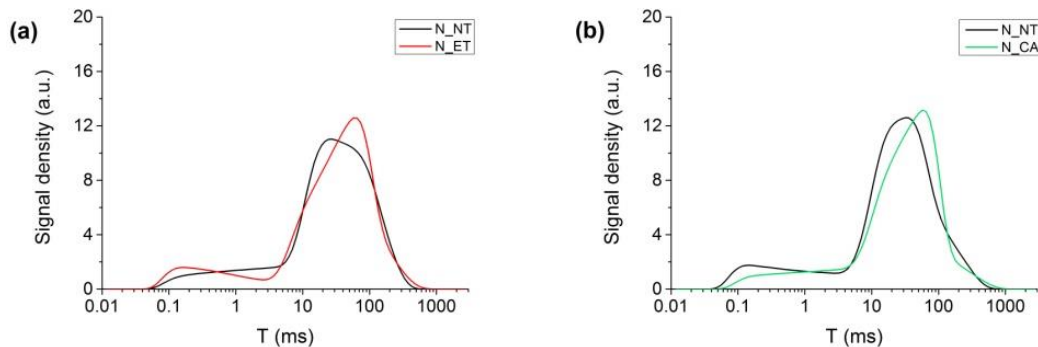 (a)
20
16
12
8
4
0
Signal density (a.u.)
N_NT
N_ET
0.01 0.1 1 10 100 1000
T (ms)
(b)
20
16
12
8
4
0
Signal density (a.u.)
N_NT
N_CA
0.01 0.1 1 10 100 1000
T (ms)